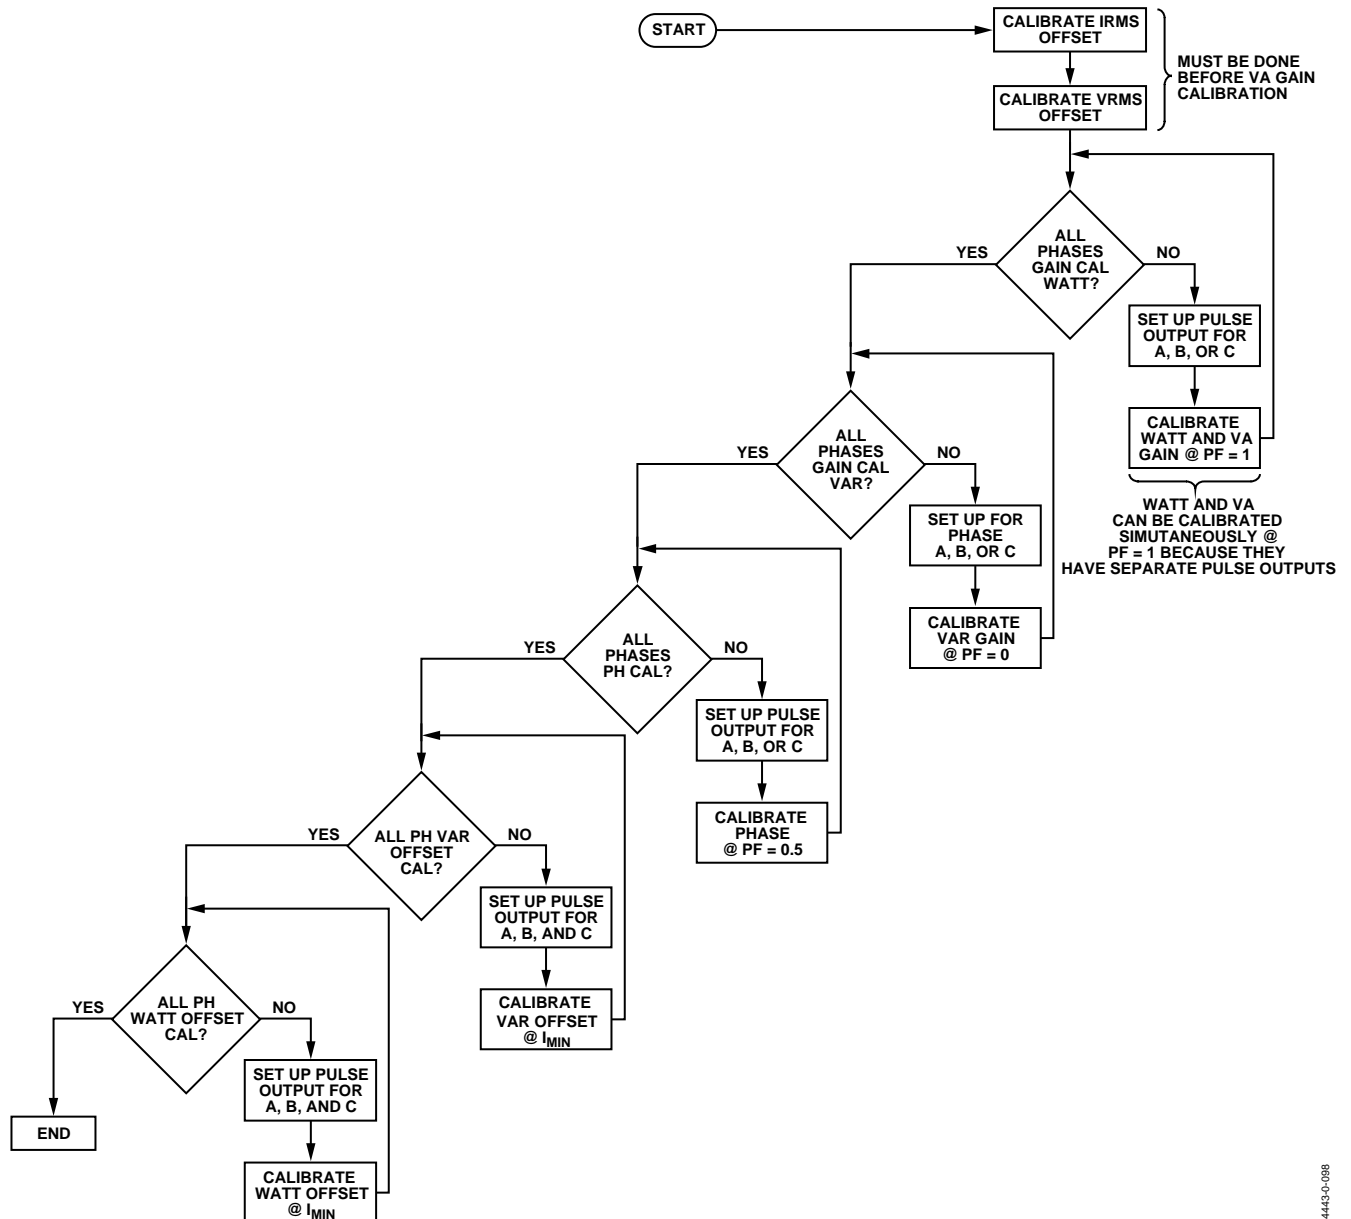 START
CALIBRATE IRMS
OFFSET
MUST BE DONE
BEFORE VA GAIN
CALIBRATION
CALIBRATE VRMS
OFFSET
ALL
PHASES
GAIN CAL
WATT?
YES
NO
SET UP PULSE
OUTPUT FOR
A, B, OR C
CALIBRATE
WATT AND VA
GAIN @ PF = 1
WATT AND VA
CAN BE CALIBRATED
SIMUTANEOUSLY @
PF = 1 BECAUSE THEY
HAVE SEPARATE PULSE OUTPUTS
ALL
PHASES
GAIN CAL
VAR?
YES
NO
SET UP FOR
PHASE
A, B, OR C
CALIBRATE
VAR GAIN
@ PF = 0
ALL
PHASES
PH CAL?
YES
NO
SET UP PULSE
OUTPUT FOR
A, B, OR C
CALIBRATE
PHASE
@ PF = 0.5
ALL PH VAR
OFFSET
CAL?
YES
NO
SET UP PULSE
OUTPUT FOR
A, B, AND C
CALIBRATE
VAR OFFSET
@ IMIN
ALL PH
WATT OFFSET
CAL?
YES
NO
SET UP PULSE
OUTPUT FOR
A, B, AND C
END
CALIBRATE
WATT OFFSET
@ IMIN
4443-0-098